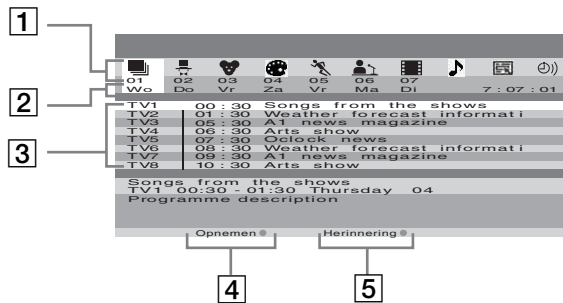 1
01 02 03 04 05 06 07
2
Wo Do Vr Za Vr Ma Di 7 : 07 : 01
3
TV1 00 : 30 Songs from the shows
TV2 01 : 30 Weather forecast informati
TV3 05 : 30 A1 news magazine
TV4 06 : 30 Arts show
TV5 07 : 30 Oclock news
TV6 08 : 30 Weather forecast informati
TV7 09 : 30 A1 news magazine
TV8 10 : 30 Arts show
Songs from the shows
TV1 00:30 - 01:30 Thursday 04
Programme description
Opnemen Herinnering
4 5